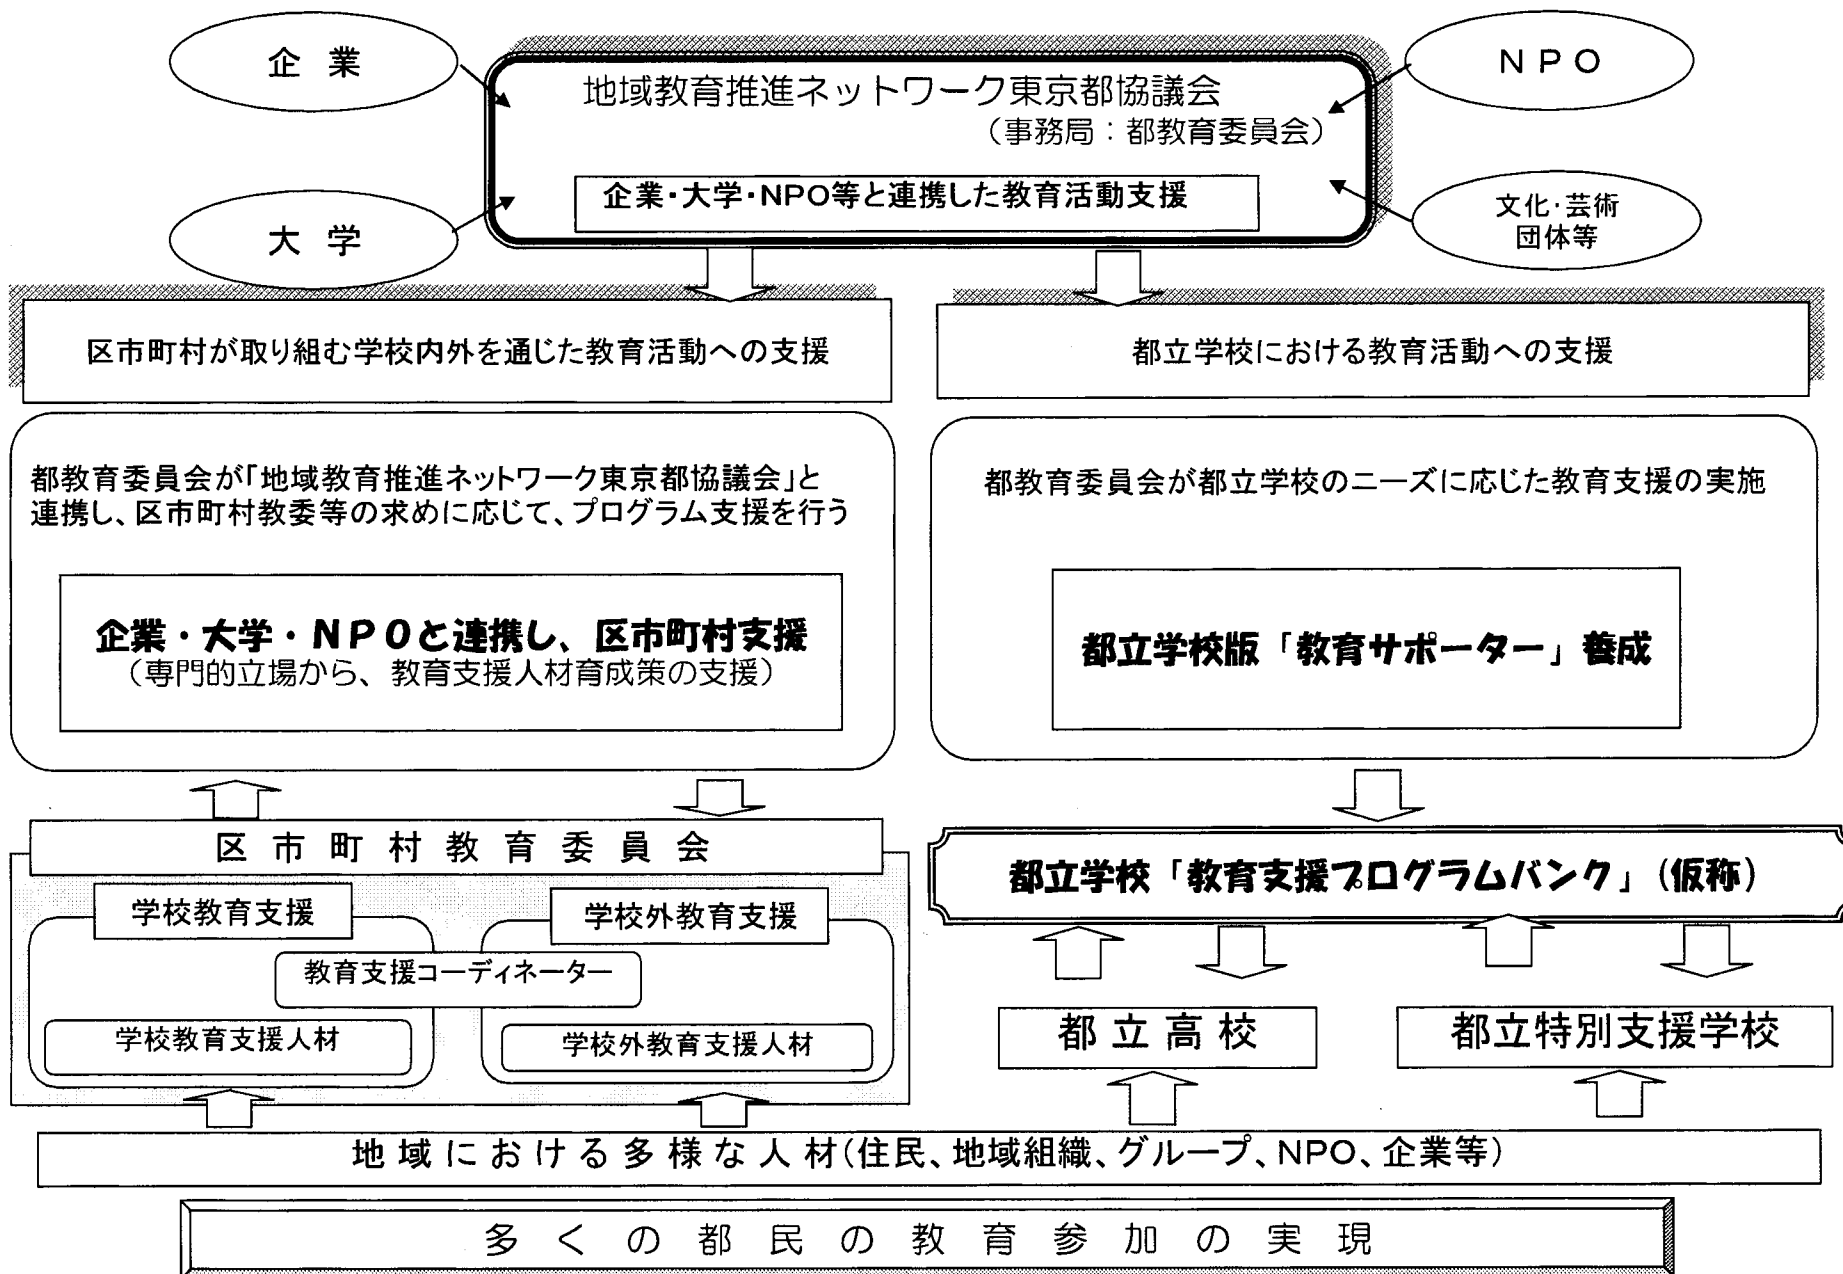 企 業
NPO
地域教育推進ネットワーク東京都協議会
（事務局：都教育委員会）
企業・大学・NPO等と連携した教育活動支援
大 学
文化・芸術
団体等
区市町村が取り組む学校内外を通じた教育活動への支援
都立学校における教育活動への支援
都教育委員会が「地域教育推進ネットワーク東京都協議会」と
連携し、区市町村教委等の求めに応じて、プログラム支援を行う
企業・大学・NPOと連携し、区市町村支援
（専門的立場から、教育支援人材育成策の支援）
都教育委員会が都立学校のニーズに応じた教育支援の実施
都立学校版「教育サポーター」養成
区市町村教育委員会
学校教育支援
学校外教育支援
教育支援コーディネーター
学校教育支援人材
学校外教育支援人材
都立学校「教育支援プログラムバンク」（仮称）
都立高校
都立特別支援学校
地域における多様な人材（住民、地域組織、グループ、NPO、企業等）
多くの都民の教育参加の実現